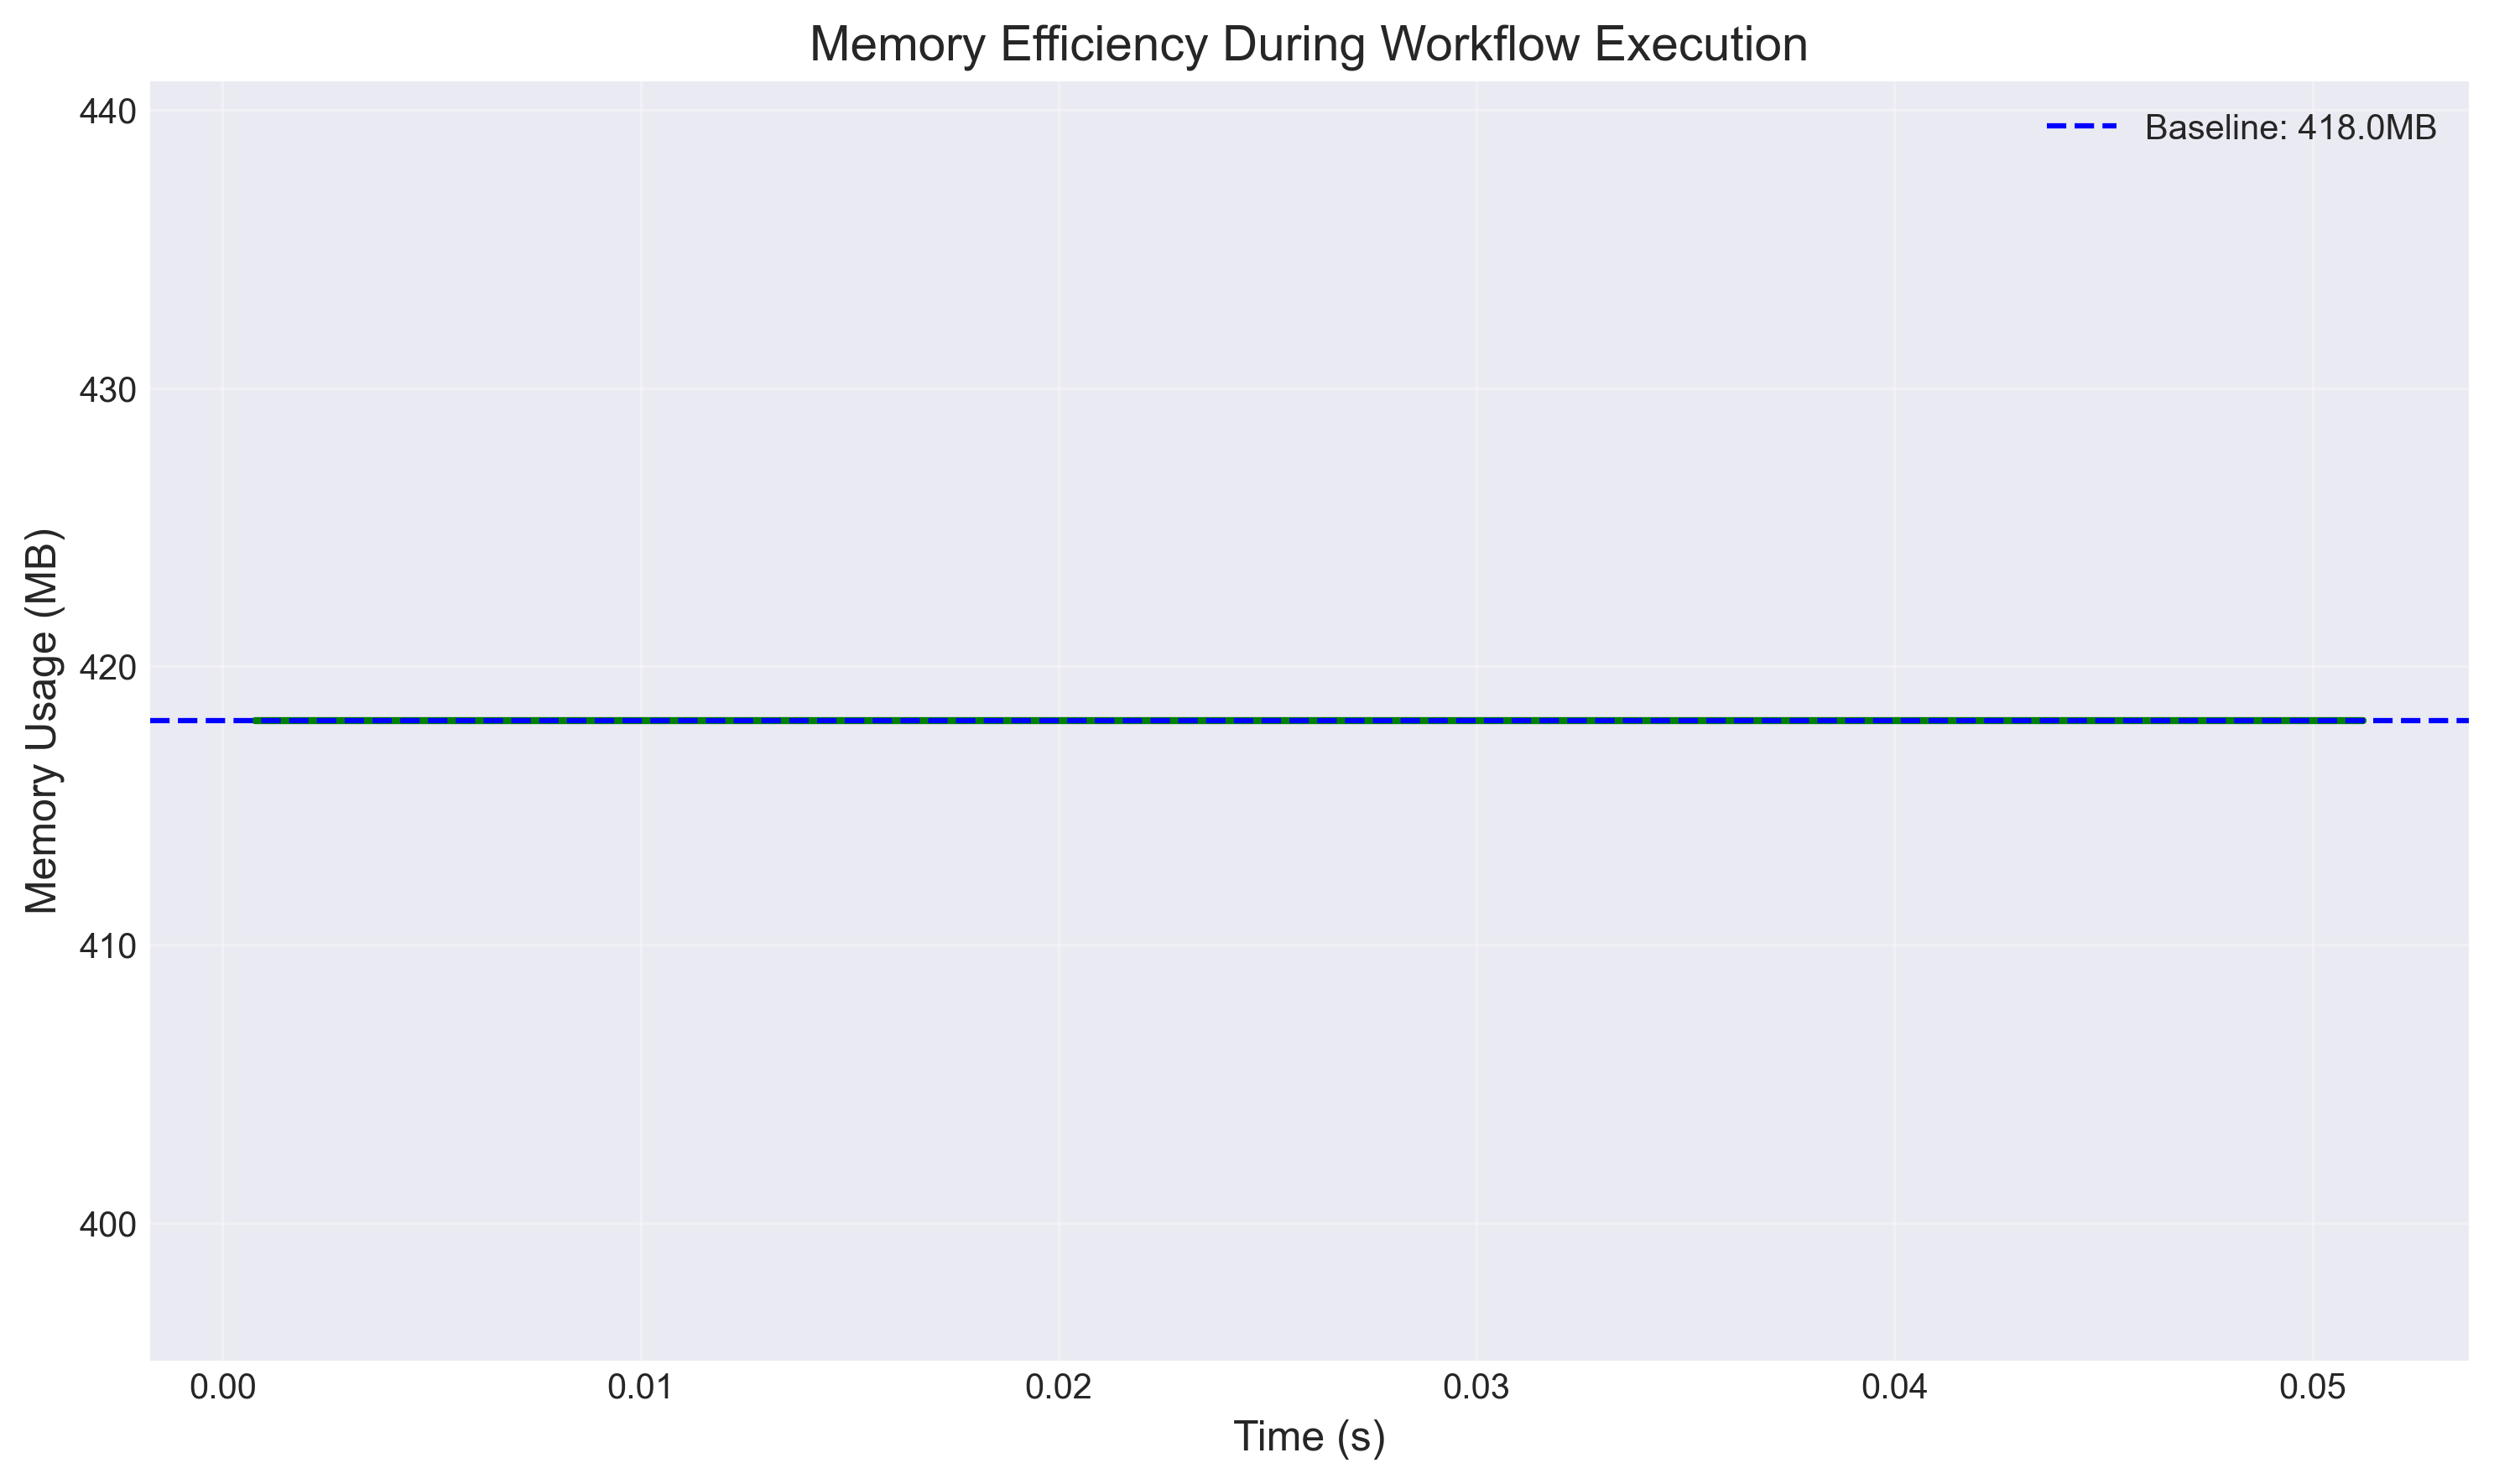 Memory Efficiency During Workflow Execution
440
Baseline: 418.0MB
430
420
410
400
Memory Usage (MB)
0.00 0.01 0.02 0.03 0.04 0.05
Time (s)